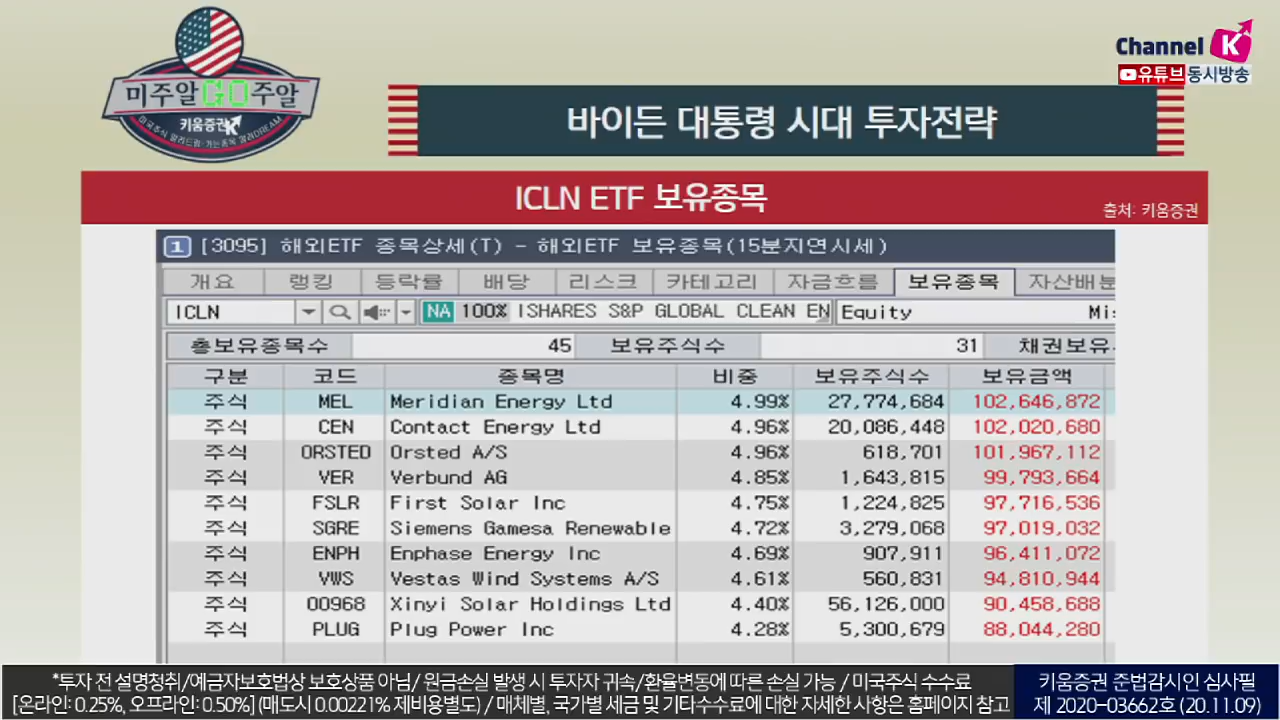 Channel K
유튜브 동시방송
미주알GO주알
키움증권K
미국주식 알려드림·가는종목 알려DREAM
바이든 대통령 시대 투자전략
ICLN ETF 보유종목
출처: 키움증권
1 [3095] 해외ETF 종목상세(T) - 해외ETF 보유종목(15분지연시세)
개요 랭킹 등락률 배당 리스크 카테고리 자금흐름 보유종목 자산배분
ICLN NA 100% ISHARES S&P GLOBAL CLEAN EN Equity Mi
총보유종목수 45 보유주식수 31 채권보유
구분 코드 종목명 비중 보유주식수 보유금액
주식 MEL Meridian Energy Ltd 4.99% 27,774,684 102,646,872
주식 CEN Contact Energy Ltd 4.96% 20,086,448 102,020,680
주식 ORSTED Orsted A/S 4.96% 618,701 101,967,112
주식 VER Verbund AG 4.85% 1,643,815 99,793,664
주식 FSLR First Solar Inc 4.75% 1,224,825 97,716,536
주식 SGRE Siemens Gamesa Renewable 4.72% 3,279,068 97,019,032
주식 ENPH Enphase Energy Inc 4.69% 907,911 96,411,072
주식 VWS Vestas Wind Systems A/S 4.61% 560,831 94,810,944
주식 00968 Xinyi Solar Holdings Ltd 4.40% 56,126,000 90,458,688
주식 PLUG Plug Power Inc 4.28% 5,300,679 88,044,280
*투자 전 설명청취/예금자보호법상 보호상품 아님/ 원금손실 발생 시 투자자 귀속/환율변동에 따른 손실 가능 / 미국주식 수수료
[온라인: 0.25%, 오프라인: 0.50%] (매도시 0.00221% 제비용별도) / 매체별, 국가별 세금 및 기타수수료에 대한 자세한 사항은 홈페이지 참고
키움증권 준법감시인 심사필
제 2020-03662호 (20.11.09)